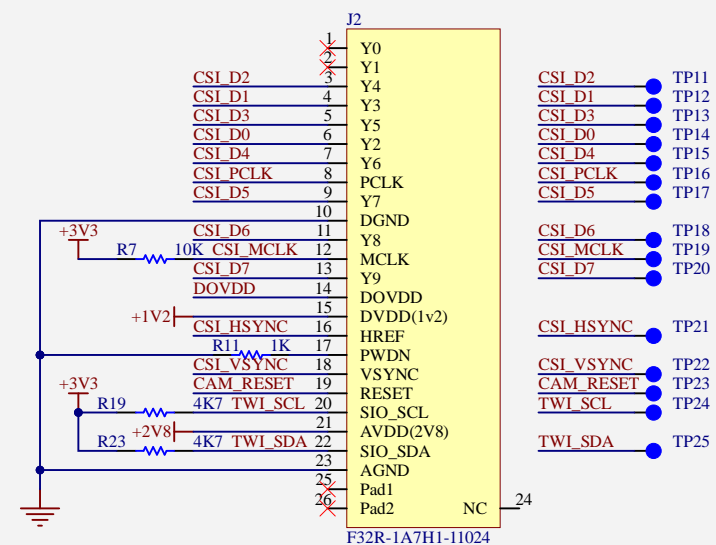 J2
1 Y0
2 Y1
CSI_D2 3 Y4 CSI_D2 TP11
CSI_D1 4 Y3 CSI_D1 TP12
CSI_D3 5 Y5 CSI_D3 TP13
CSI_D0 6 Y2 CSI_D0 TP14
CSI_D4 7 Y6 CSI_D4 TP15
CSI_PCLK 8 PCLK CSI_PCLK TP16
CSI_D5 9 Y7 CSI_D5 TP17
10 DGND
+3V3 CSI_D6 11 Y8 CSI_D6 TP18
R7 10K CSI_MCLK 12 MCLK CSI_MCLK TP19
CSI_D7 13 Y9 CSI_D7 TP20
DOVDD 14 DOVDD
+1V2 15 DVDD(1v2)
CSI_HSYNC 16 HREF CSI_HSYNC TP21
R11 1K 17 PWDN
CSI_VSYNC 18 VSYNC CSI_VSYNC TP22
+3V3 CAM_RESET 19 RESET CAM_RESET TP23
R19 4K7 TWI_SCL 20 SIO_SCL TWI_SCL TP24
+2V8 21 AVDD(2V8)
R23 4K7 TWI_SDA 22 SIO_SDA TWI_SDA TP25
23 AGND
25 Pad1
26 Pad2 NC 24
F32R-1A7H1-11024